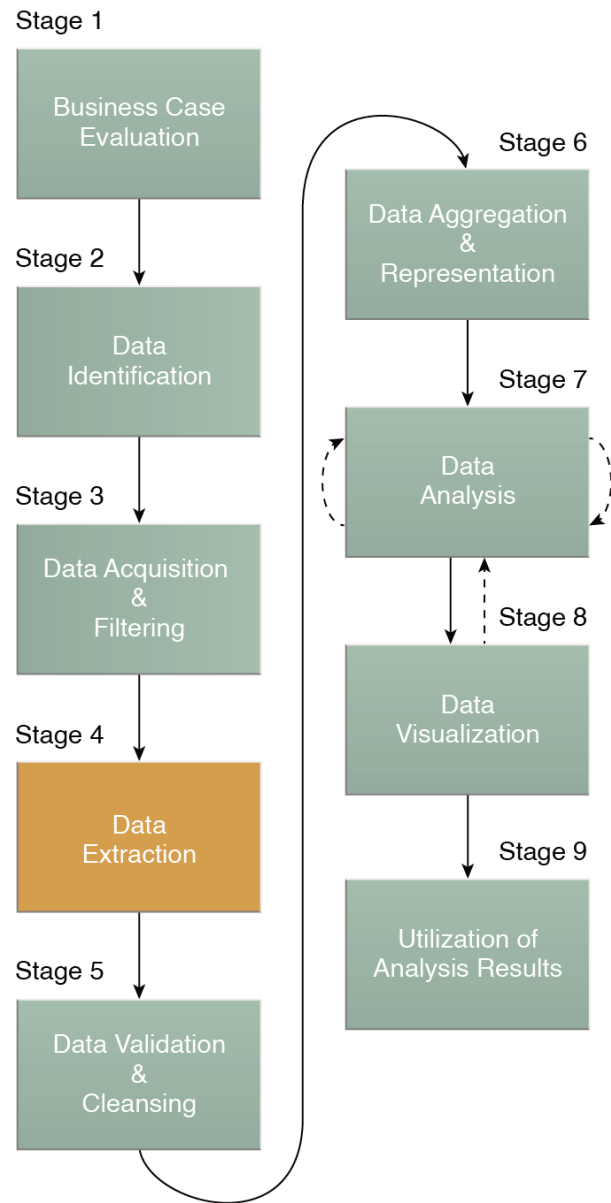 Stage 1
Business Case
Evaluation
Stage 2
Data
Identification
Stage 3
Data Acquisition
&
Filtering
Stage 4
Data
Extraction
Stage 5
Data Validation
&
Cleansing
Stage 6
Data Aggregation
&
Representation
Stage 7
Data
Analysis
Stage 8
Data
Visualization
Stage 9
Utilization of
Analysis Results